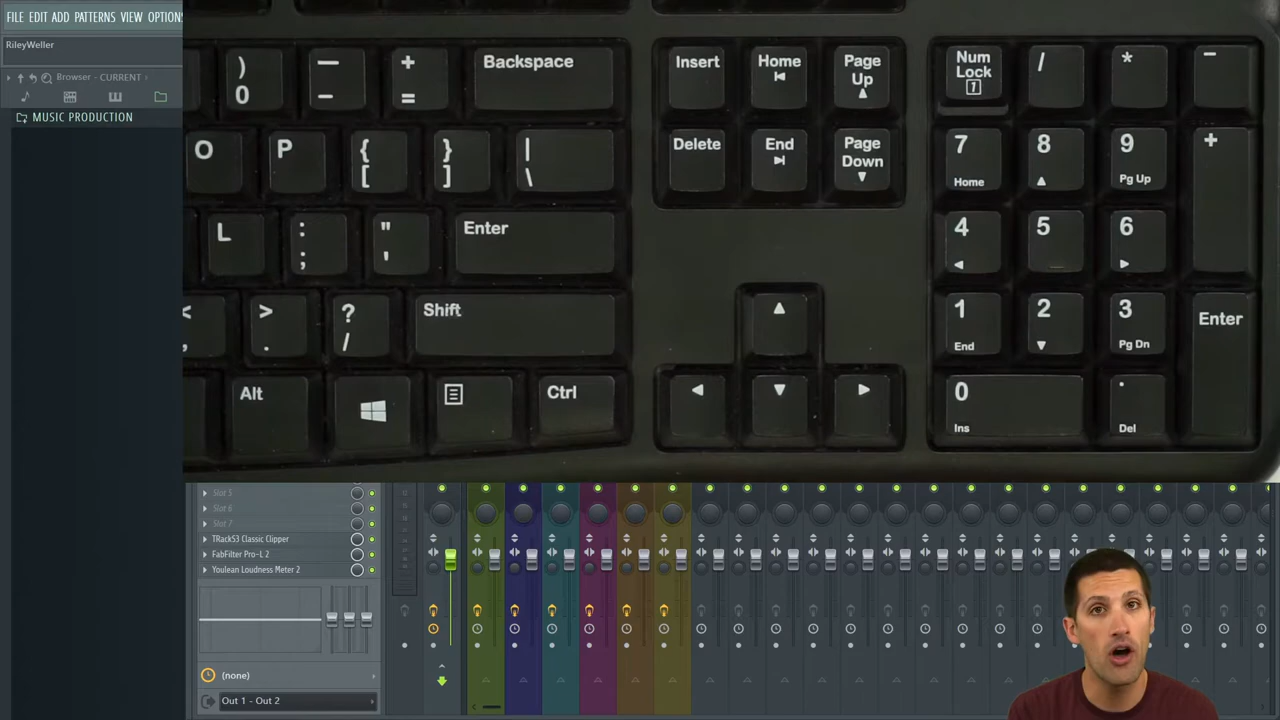 FILE EDIT ADD PATTERNS VIEW OPTIONS
RileyWeller
Browser - CURRENT
MUSIC PRODUCTION
) — + Backspace
0 – =
O P { } |
[ ] \
L : " Enter
; '
< > ? Shift
, . /
Alt Ctrl
Insert Home Page Up
Delete End Page Down
Num Lock 1 / * -
7 8 9 +
Home Pg Up
4 5 6
1 2 3 Enter
End Pg Dn
0 .
Ins Del
Slot 5
Slot 6
Slot 7
TRackS3 Classic Clipper
FabFilter Pro-L 2
Youlean Loudness Meter 2
(none)
Out 1 - Out 2